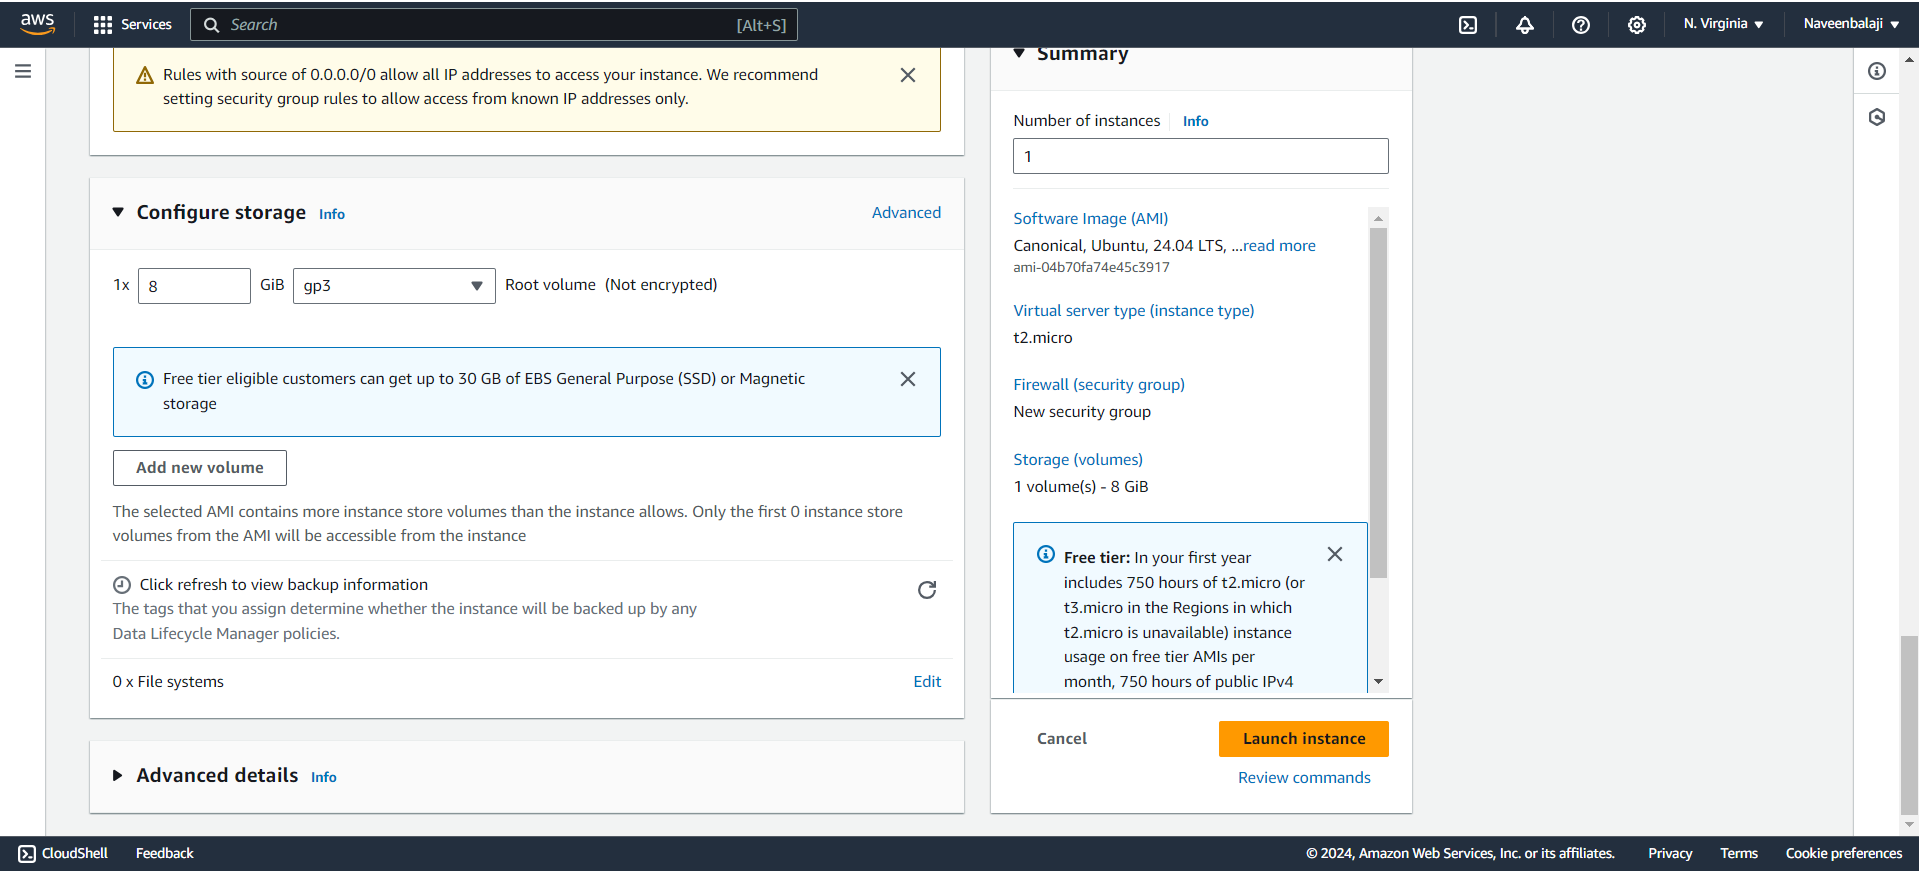 aws
Services
Search
[Alt+S]
N. Virginia
Naveenbalaji
Rules with source of 0.0.0.0/0 allow all IP addresses to access your instance. We recommend
setting security group rules to allow access from known IP addresses only.
Configure storage Info
Advanced
1x 8 GiB gp3 Root volume (Not encrypted)
Free tier eligible customers can get up to 30 GB of EBS General Purpose (SSD) or Magnetic
storage
Add new volume
The selected AMI contains more instance store volumes than the instance allows. Only the first 0 instance store
volumes from the AMI will be accessible from the instance
Click refresh to view backup information
The tags that you assign determine whether the instance will be backed up by any
Data Lifecycle Manager policies.
0 x File systems
Edit
Advanced details Info
Summary
Number of instances Info
1
Software Image (AMI)
Canonical, Ubuntu, 24.04 LTS, ...read more
ami-04b70fa74e45c3917
Virtual server type (instance type)
t2.micro
Firewall (security group)
New security group
Storage (volumes)
1 volume(s) - 8 GiB
Free tier: In your first year
includes 750 hours of t2.micro (or
t3.micro in the Regions in which
t2.micro is unavailable) instance
usage on free tier AMIs per
month, 750 hours of public IPv4
Cancel
Launch instance
Review commands
CloudShell
Feedback
© 2024, Amazon Web Services, Inc. or its affiliates.
Privacy
Terms
Cookie preferences